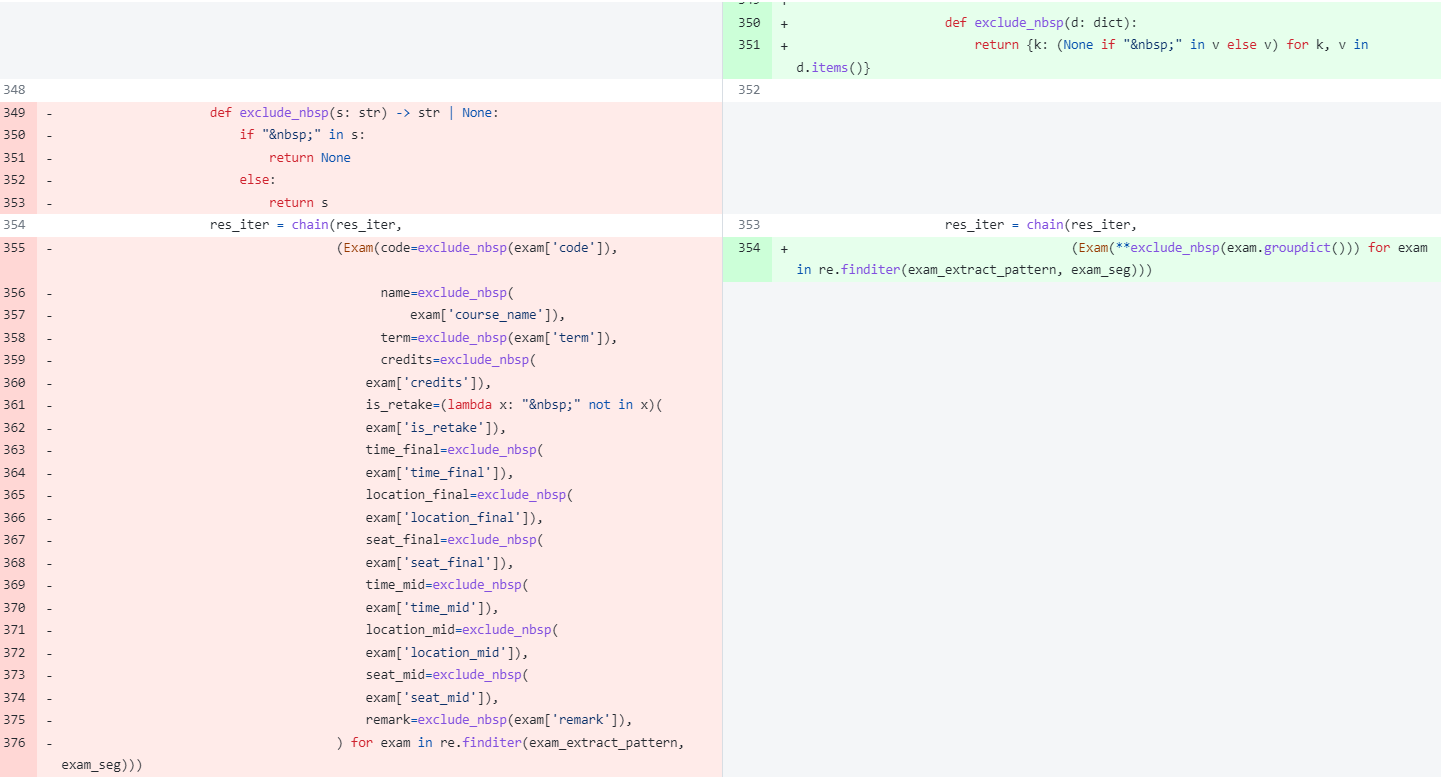 350 + def exclude_nbsp(d: dict):
351 + return {k: (None if "&nbsp;" in v else v) for k, v in
d.items()}
348 352
349 - def exclude_nbsp(s: str) -> str | None:
350 - if "&nbsp;" in s:
351 - return None
352 - else:
353 - return s
354 res_iter = chain(res_iter, 353 res_iter = chain(res_iter,
355 - (Exam(code=exclude_nbsp(exam['code']), 354 + (Exam(**exclude_nbsp(exam.groupdict())) for exam
in re.finditer(exam_extract_pattern, exam_seg)))
356 - name=exclude_nbsp(
357 - exam['course_name']),
358 - term=exclude_nbsp(exam['term']),
359 - credits=exclude_nbsp(
360 - exam['credits']),
361 - is_retake=(lambda x: "&nbsp;" not in x)(
362 - exam['is_retake']),
363 - time_final=exclude_nbsp(
364 - exam['time_final']),
365 - location_final=exclude_nbsp(
366 - exam['location_final']),
367 - seat_final=exclude_nbsp(
368 - exam['seat_final']),
369 - time_mid=exclude_nbsp(
370 - exam['time_mid']),
371 - location_mid=exclude_nbsp(
372 - exam['location_mid']),
373 - seat_mid=exclude_nbsp(
374 - exam['seat_mid']),
375 - remark=exclude_nbsp(exam['remark']),
376 - ) for exam in re.finditer(exam_extract_pattern,
exam_seg)))